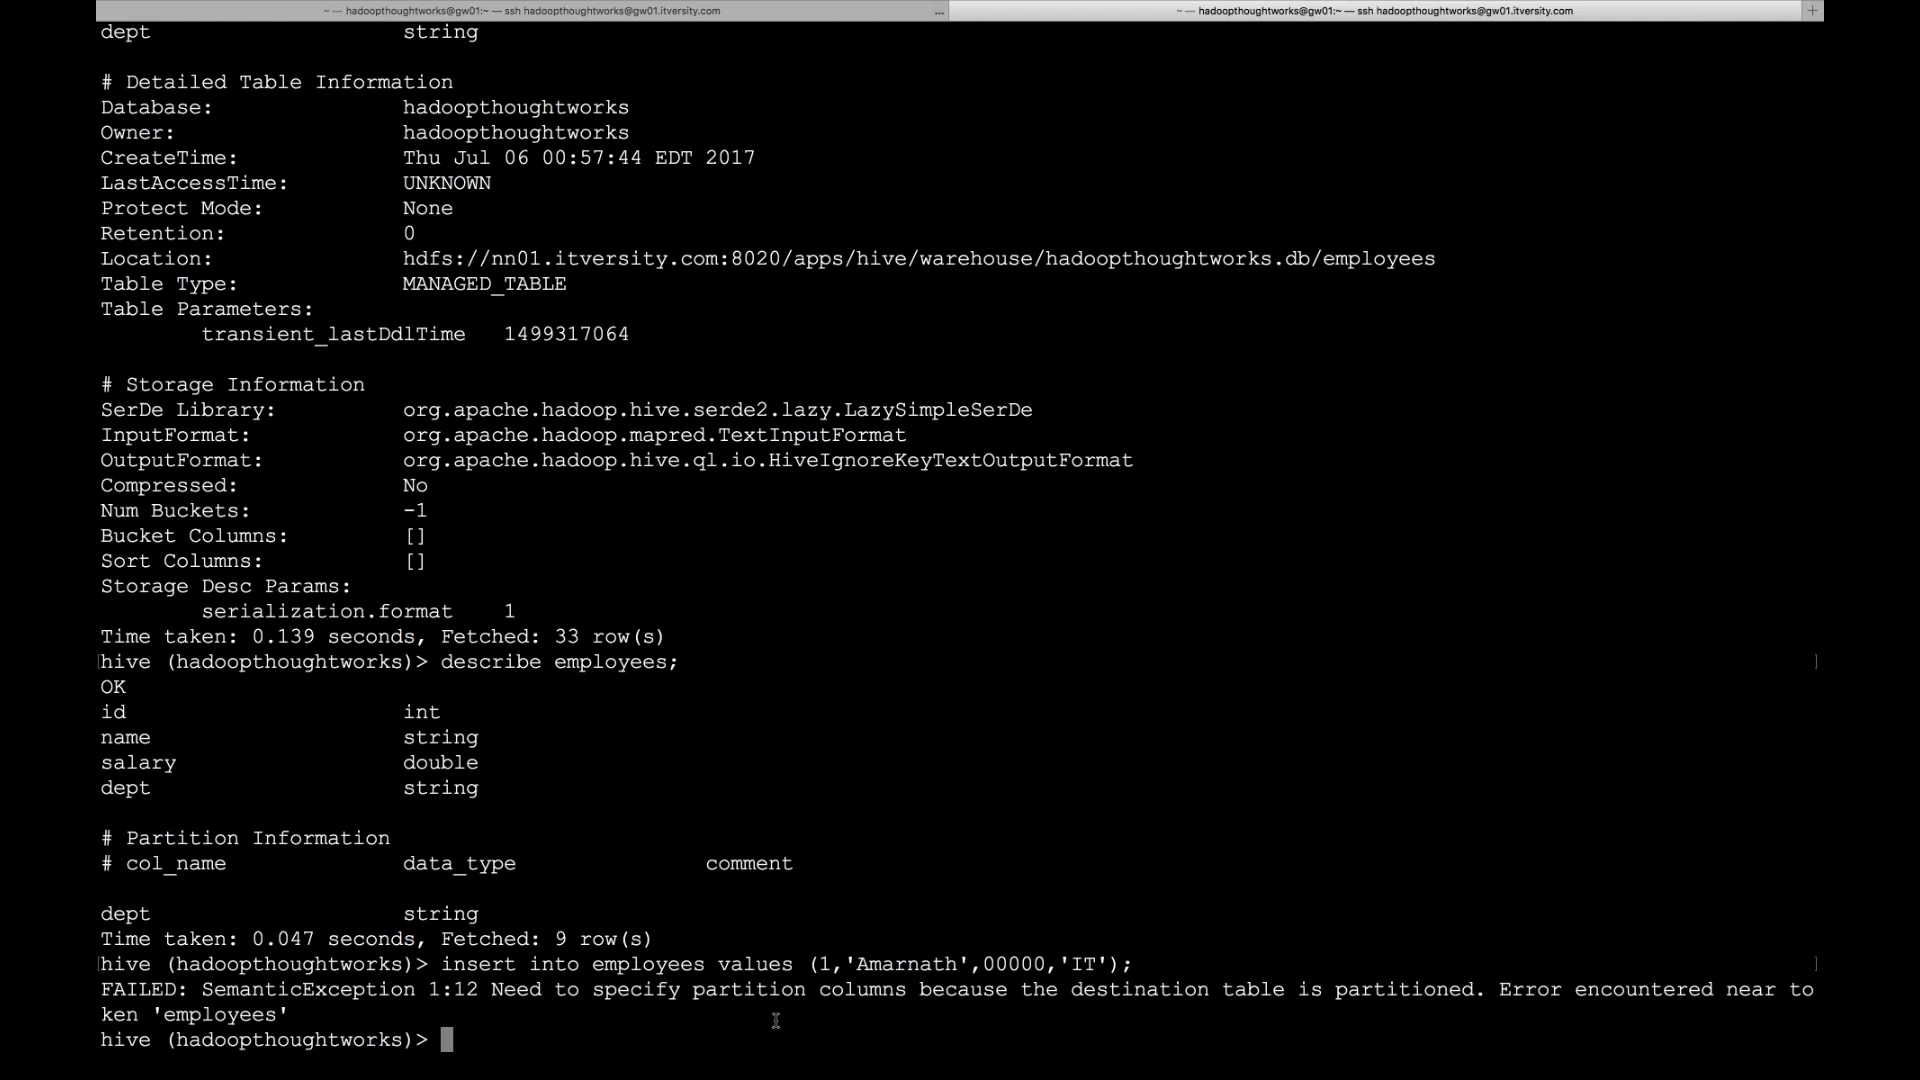 ~ — hadoopthoughtworks@gw01:~ — ssh hadoopthoughtworks@gw01.itversity.com ... ~ — hadoopthoughtworks@gw01:~ — ssh hadoopthoughtworks@gw01.itversity.com +
dept string
# Detailed Table Information
Database: hadoopthoughtworks
Owner: hadoopthoughtworks
CreateTime: Thu Jul 06 00:57:44 EDT 2017
LastAccessTime: UNKNOWN
Protect Mode: None
Retention: 0
Location: hdfs://nn01.itversity.com:8020/apps/hive/warehouse/hadoopthoughtworks.db/employees
Table Type: MANAGED_TABLE
Table Parameters:
transient_lastDdlTime 1499317064
# Storage Information
SerDe Library: org.apache.hadoop.hive.serde2.lazy.LazySimpleSerDe
InputFormat: org.apache.hadoop.mapred.TextInputFormat
OutputFormat: org.apache.hadoop.hive.ql.io.HiveIgnoreKeyTextOutputFormat
Compressed: No
Num Buckets: -1
Bucket Columns: []
Sort Columns: []
Storage Desc Params:
serialization.format 1
Time taken: 0.139 seconds, Fetched: 33 row(s)
[hive (hadoopthoughtworks)> describe employees; ]
OK
id int
name string
salary double
dept string
# Partition Information
# col_name data_type comment
dept string
Time taken: 0.047 seconds, Fetched: 9 row(s)
[hive (hadoopthoughtworks)> insert into employees values (1,'Amarnath',00000,'IT'); ]
FAILED: SemanticException 1:12 Need to specify partition columns because the destination table is partitioned. Error encountered near to
ken 'employees'
hive (hadoopthoughtworks)>